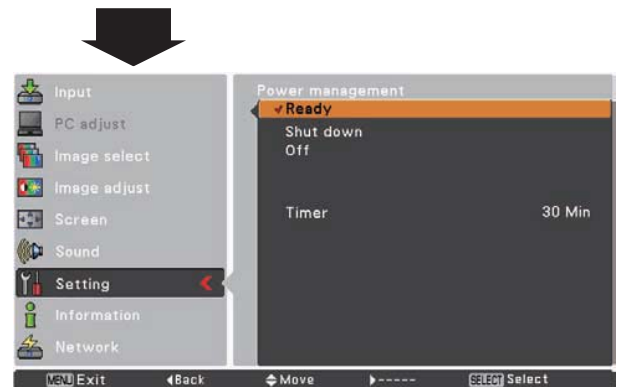 Input
PC adjust
Image select
Image adjust
Screen
Sound
Setting
Information
Network
Power management
✔Ready
Shut down
Off
Timer 30 Min
MENU Exit ◀Back ◆Move ▶----- SELECT Select